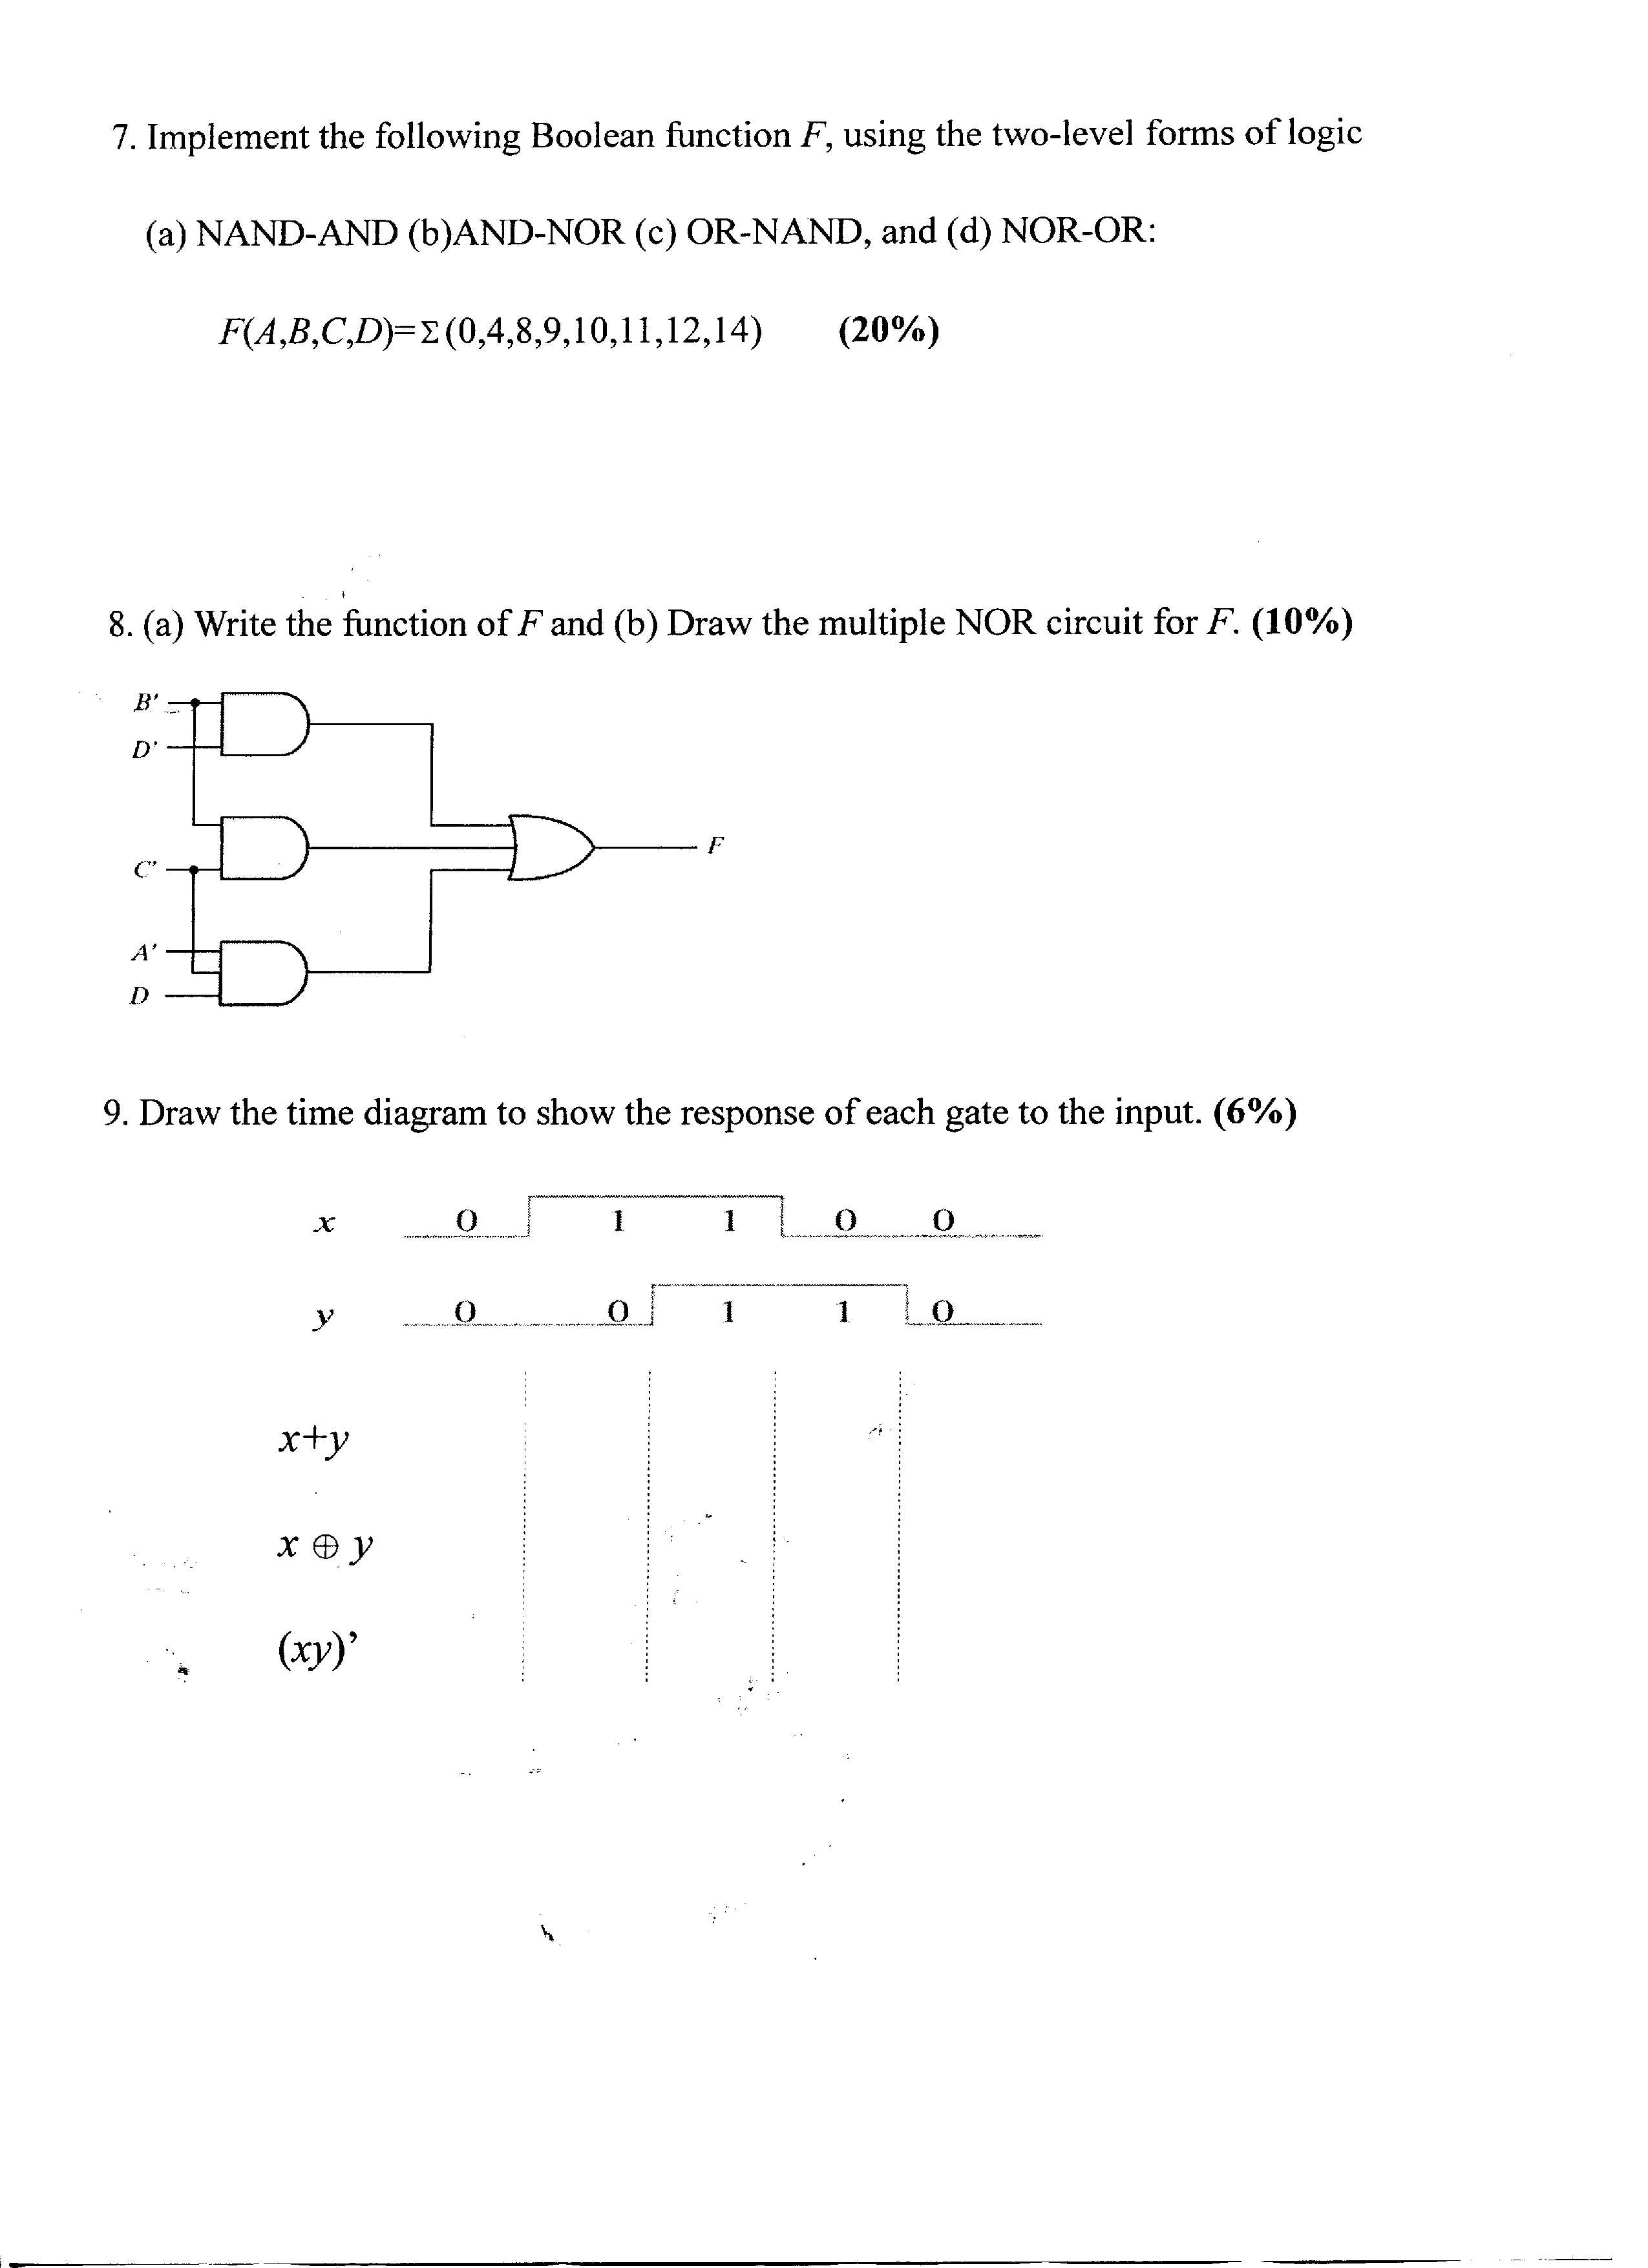 7. Implement the following Boolean function F, using the two-level forms of logic
(a) NAND-AND (b)AND-NOR (c) OR-NAND, and (d) NOR-OR:
F(A,B,C,D)=Σ(0,4,8,9,10,11,12,14) (20%)
8. (a) Write the function of F and (b) Draw the multiple NOR circuit for F. (10%)
B'
D'
F
C'
A'
D
9. Draw the time diagram to show the response of each gate to the input. (6%)
x 0 1 1 0 0
y 0 0 1 1 0
x+y
x ⊕ y
(xy)’